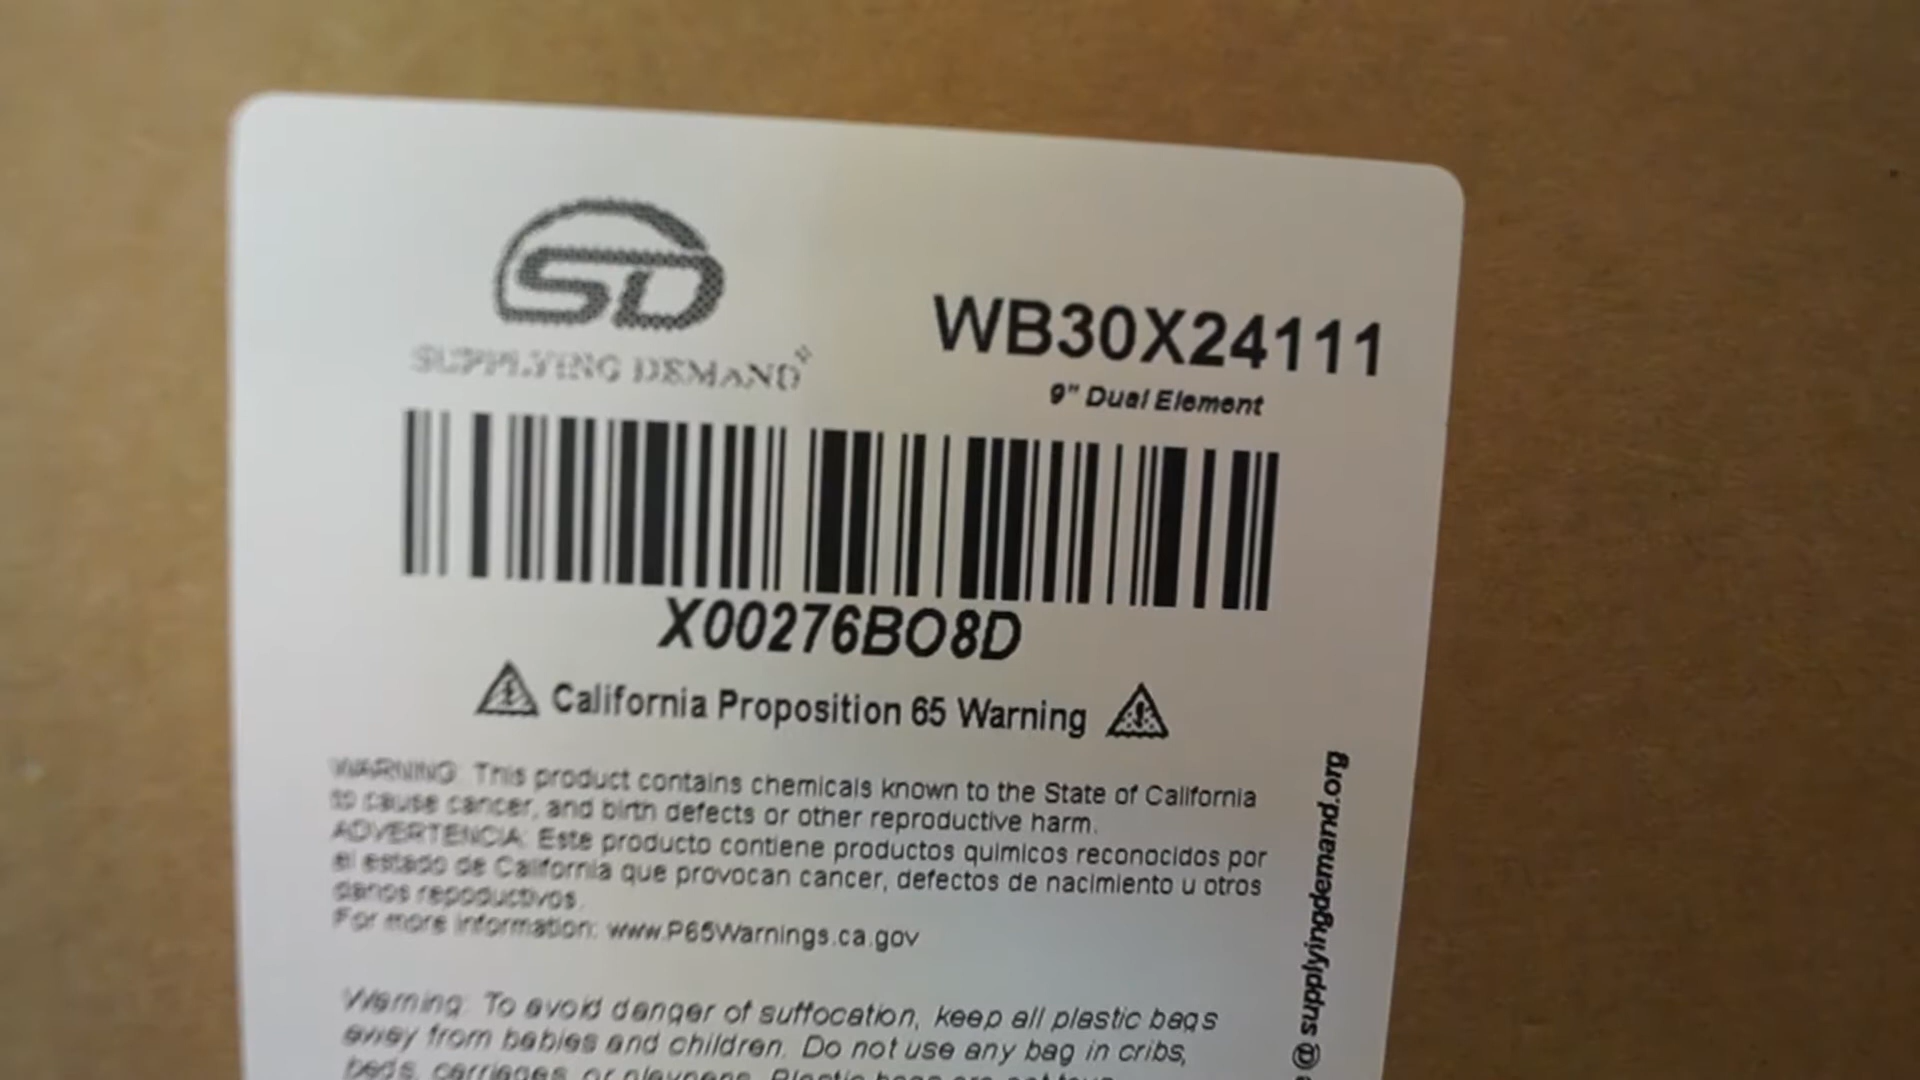 SD
SUPPLYING DEMAND®
WB30X24111
9" Dual Element
X00276BO8D
California Proposition 65 Warning
WARNING: This product contains chemicals known to the State of California
to cause cancer, and birth defects or other reproductive harm.
ADVERTENCIA: Este producto contiene productos quimicos reconocidos por
el estado de California que provocan cancer, defectos de nacimiento u otros
danos repoductivos.
For more information: www.P65Warnings.ca.gov
Warning: To avoid danger of suffocation, keep all plastic bags
away from babies and children. Do not use any bag in cribs,
beds, carriages, or playpens. Plastic bags are not toys.
@supplyingdemand.org